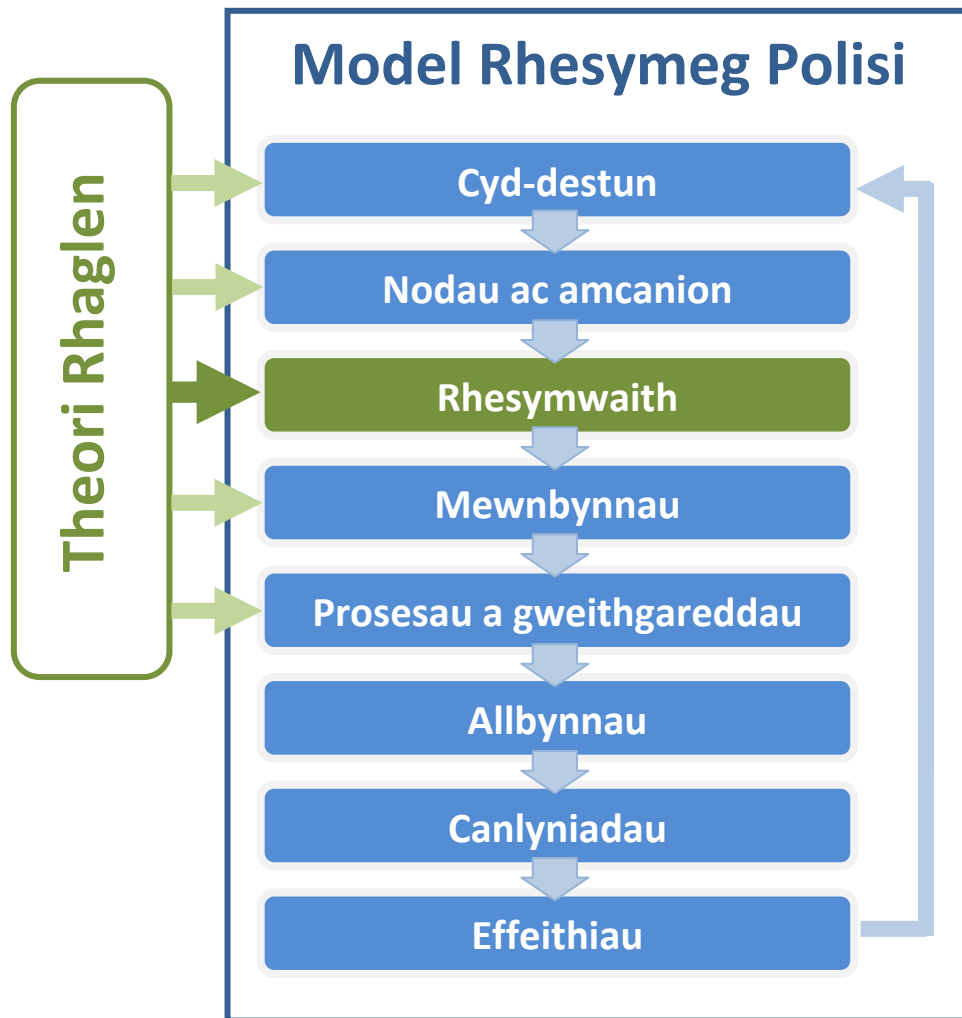 Model Rhesymeg Polisi
Theori Rhaglen
Cyd-destun
Nodau ac amcanion
Rhesymwaith
Mewnbynnau
Prosesau a gweithgareddau
Allbynnau
Canlyniadau
Effeithiau